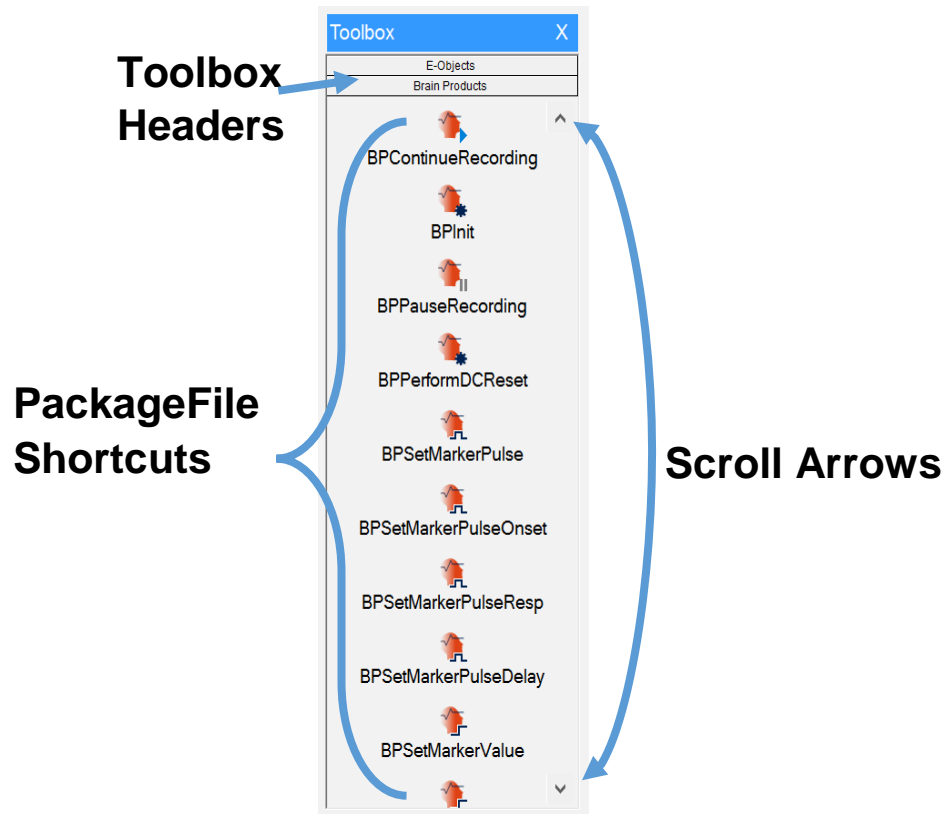 Toolbox X
E-Objects
Brain Products
Toolbox
Headers
BPContinueRecording
BPInit
BPPauseRecording
BPPerformDCReset
PackageFile
Shortcuts
BPSetMarkerPulse
Scroll Arrows
BPSetMarkerPulseOnset
BPSetMarkerPulseResp
BPSetMarkerPulseDelay
BPSetMarkerValue